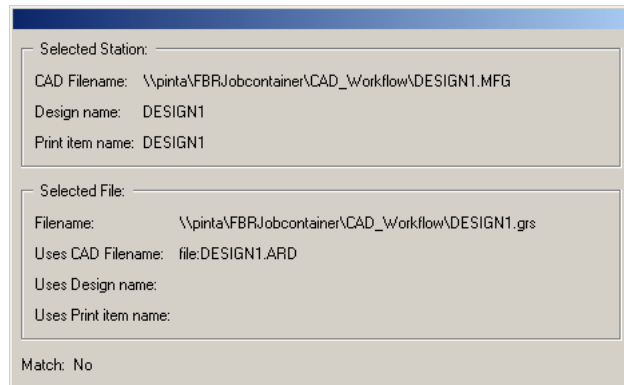 Selected Station:
CAD Filename: \\pinta\FBRJobcontainer\CAD_Workflow\DESIGN1.MFG
Design name: DESIGN1
Print item name: DESIGN1
Selected File:
Filename: \\pinta\FBRJobcontainer\CAD_Workflow\DESIGN1.grs
Uses CAD Filename: file:DESIGN1.ARD
Uses Design name:
Uses Print item name:
Match: No